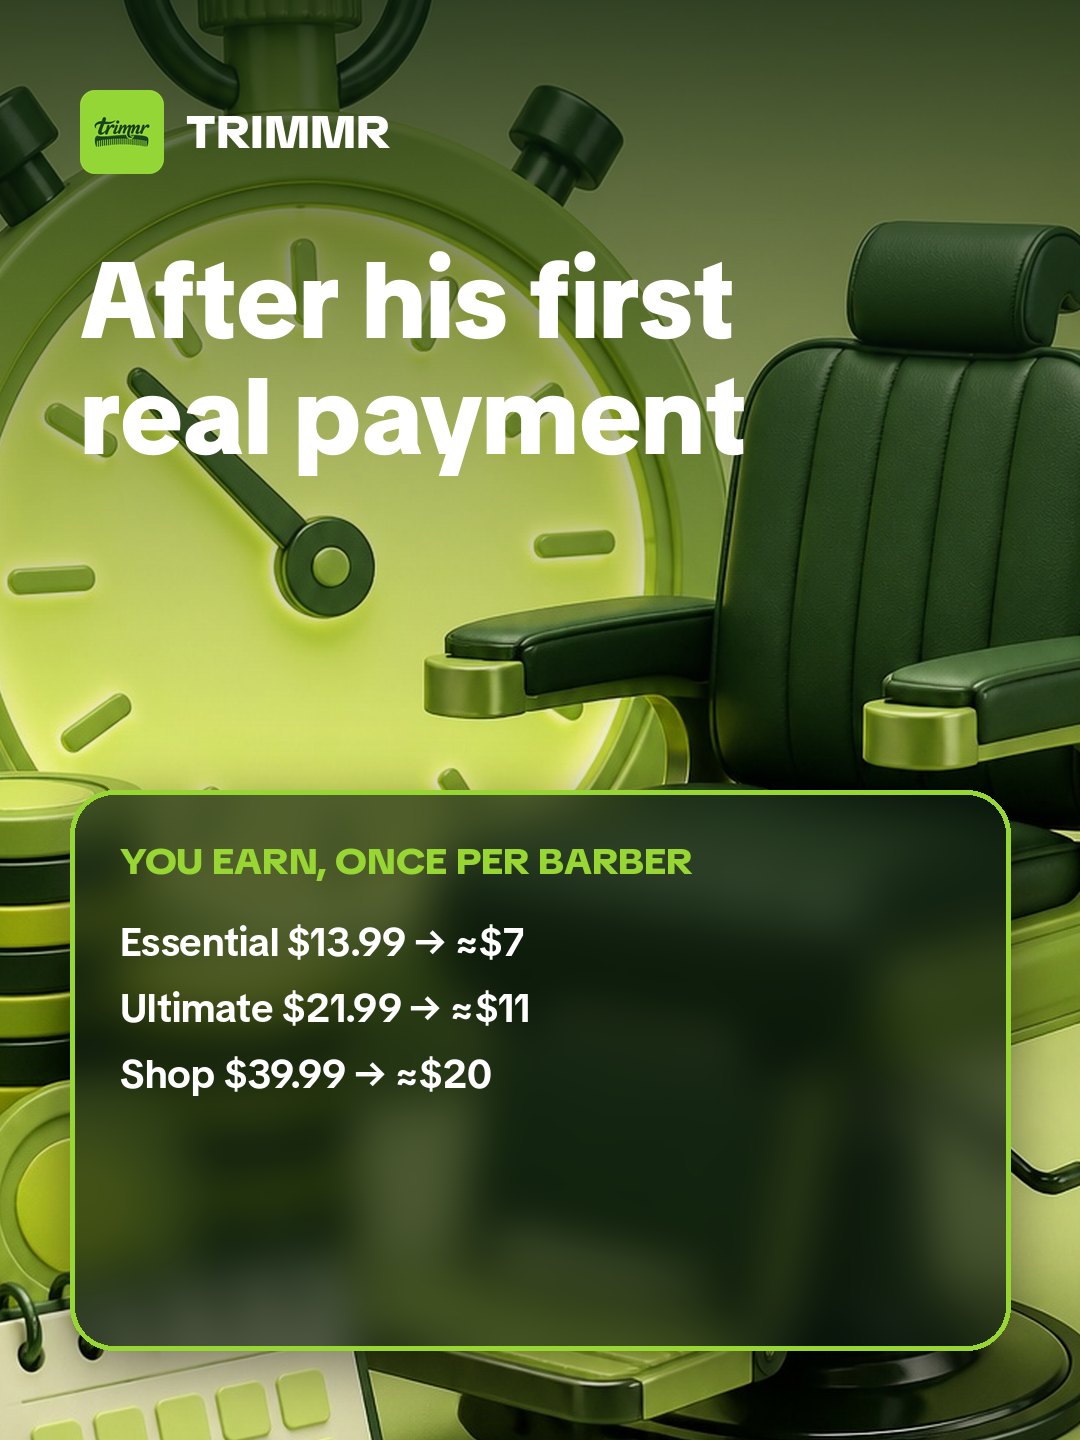 trimmr
TRIMMR
After his first
real payment
YOU EARN, ONCE PER BARBER
Essential $13.99 → ≈$7
Ultimate $21.99 → ≈$11
Shop $39.99 → ≈$20